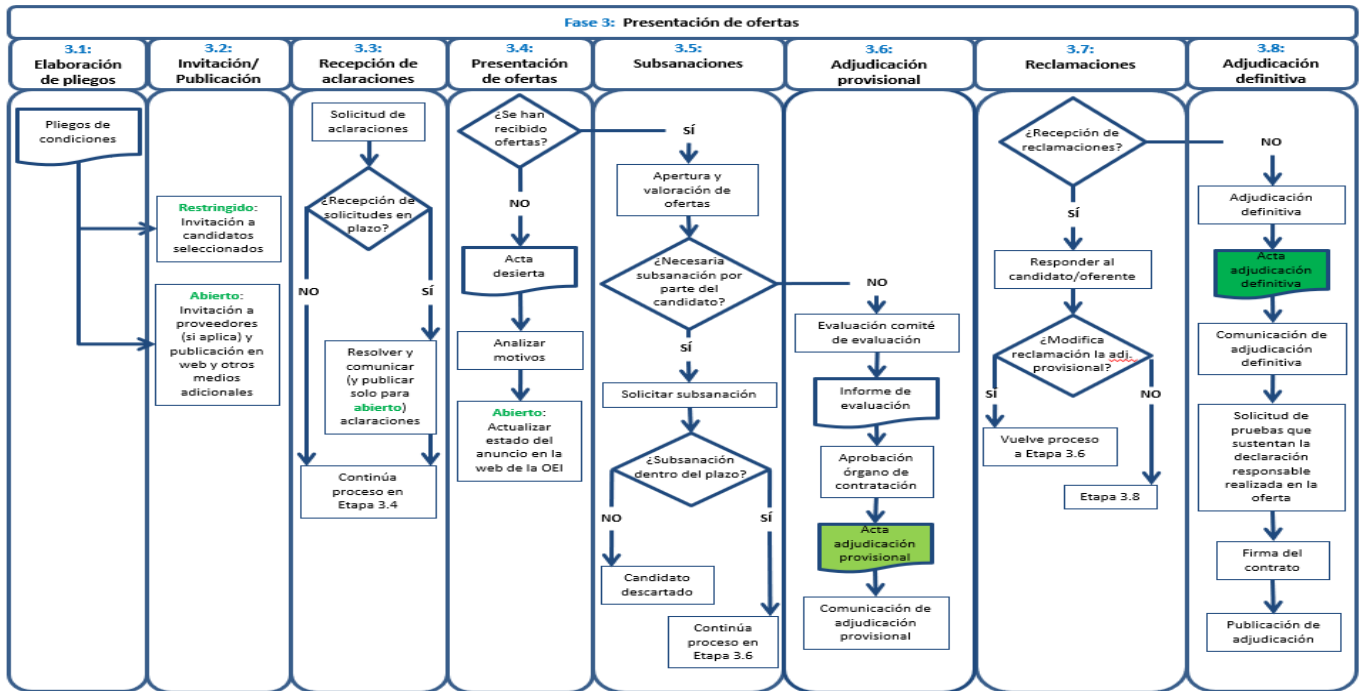 Fase 3: Presentación de ofertas
3.1:
Elaboración
de pliegos
3.2:
Invitación/
Publicación
3.3:
Recepción de
aclaraciones
3.4:
Presentación
de ofertas
3.5:
Subsanaciones
3.6:
Adjudicación
provisional
3.7:
Reclamaciones
3.8:
Adjudicación
definitiva
Pliegos de
condiciones
Restringido:
Invitación a
candidatos
seleccionados
Abierto:
Invitación a
proveedores
(si aplica) y
publicación en
web y otros
medios
adicionales
Solicitud de
aclaraciones
¿Recepción de
solicitudes en
plazo?
NO
SÍ
Resolver y
comunicar
(y publicar
solo para
abierto)
aclaraciones
Continúa
proceso en
Etapa 3.4
¿Se han
recibido
ofertas?
SÍ
NO
Acta
desierta
Analizar
motivos
Abierto:
Actualizar
estado del
anuncio en la
web de la OEI
Apertura y
valoración de
ofertas
¿Necesaria
subsanación por
parte del
candidato?
NO
SÍ
Solicitar subsanación
¿Subsanación
dentro del plazo?
NO
SÍ
Candidato
descartado
Continúa
proceso en
Etapa 3.6
Evaluación comité
de evaluación
Informe de
evaluación
Aprobación
órgano de
contratación
Acta
adjudicación
provisional
Comunicación de
adjudicación
provisional
¿Recepción de
reclamaciones?
NO
SÍ
Responder al
candidato/oferente
¿Modifica
reclamación la adj.
provisional?
SÍ
NO
Vuelve proceso
a Etapa 3.6
Etapa 3.8
Adjudicación
definitiva
Acta
adjudicación
definitiva
Comunicación de
adjudicación
definitiva
Solicitud de
pruebas que
sustentan la
declaración
responsable
realizada en la
oferta
Firma del
contrato
Publicación de
adjudicación